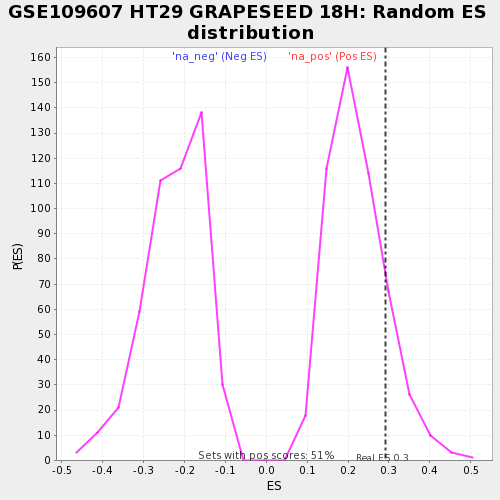 GSE109607 HT29 GRAPESEED 18H: Random ES
distribution
'na_neg' (Neg ES) 'na_pos' (Pos ES)
160
150
140
130
120
110
100
90
80
70
60
50
40
30
20
10
0
P(ES)
Sets with pos scores: 51%
Real ES 0.3
-0.5 -0.4 -0.3 -0.2 -0.1 0.0 0.1 0.2 0.3 0.4 0.5
ES